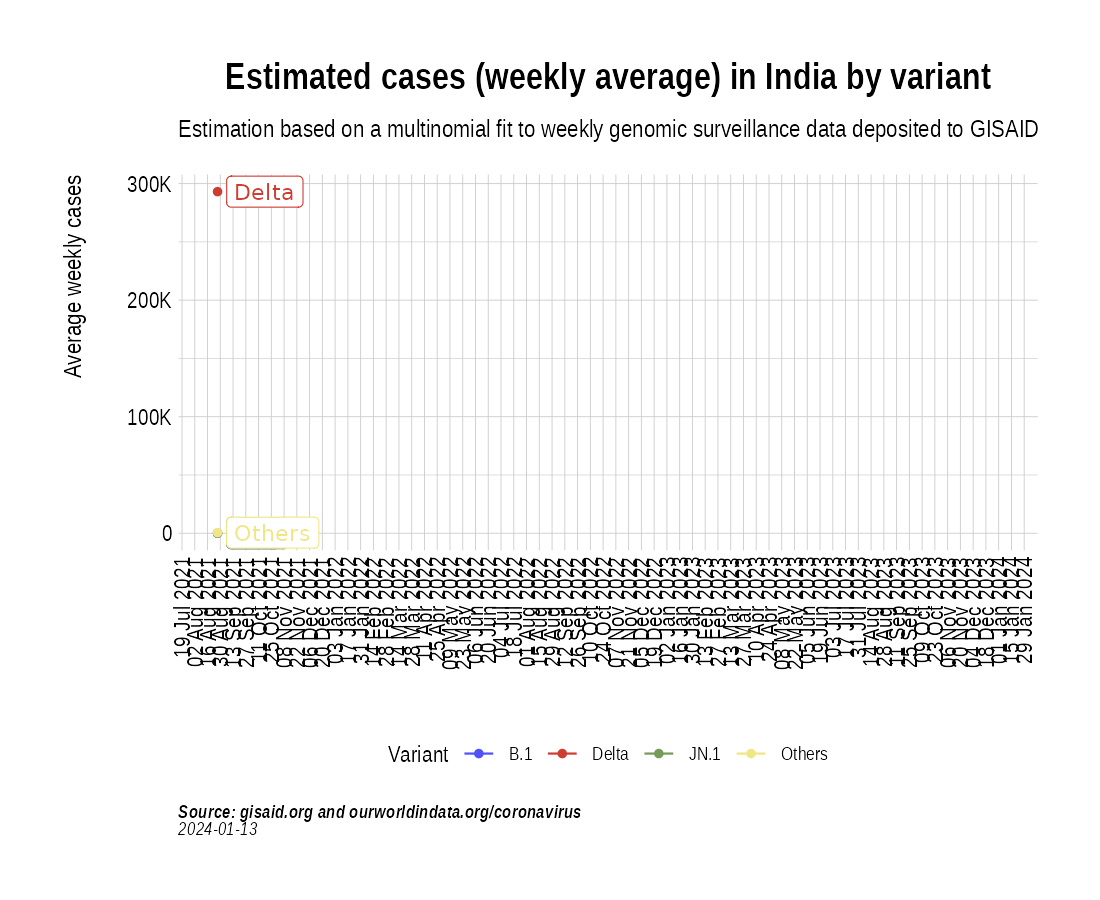 Estimated cases (weekly average) in India by variant
Estimation based on a multinomial fit to weekly genomic surveillance data deposited to GISAID
Average weekly cases
300K
200K
100K
0
Delta
Others
19 Jul 2021
02 Aug 2021
16 Aug 2021
30 Aug 2021
13 Sep 2021
27 Sep 2021
11 Oct 2021
25 Oct 2021
08 Nov 2021
22 Nov 2021
06 Dec 2021
20 Dec 2021
03 Jan 2022
17 Jan 2022
31 Jan 2022
14 Feb 2022
28 Feb 2022
14 Mar 2022
28 Mar 2022
11 Apr 2022
25 Apr 2022
09 May 2022
23 May 2022
06 Jun 2022
20 Jun 2022
04 Jul 2022
18 Jul 2022
01 Aug 2022
15 Aug 2022
29 Aug 2022
12 Sep 2022
26 Sep 2022
10 Oct 2022
24 Oct 2022
07 Nov 2022
21 Nov 2022
05 Dec 2022
19 Dec 2022
02 Jan 2023
16 Jan 2023
30 Jan 2023
13 Feb 2023
27 Feb 2023
13 Mar 2023
27 Mar 2023
10 Apr 2023
24 Apr 2023
08 May 2023
22 May 2023
05 Jun 2023
19 Jun 2023
03 Jul 2023
17 Jul 2023
31 Jul 2023
14 Aug 2023
28 Aug 2023
11 Sep 2023
25 Sep 2023
09 Oct 2023
23 Oct 2023
06 Nov 2023
20 Nov 2023
04 Dec 2023
18 Dec 2023
01 Jan 2024
15 Jan 2024
29 Jan 2024
Variant B.1 Delta JN.1 Others
Source: gisaid.org and ourworldindata.org/coronavirus
2024-01-13